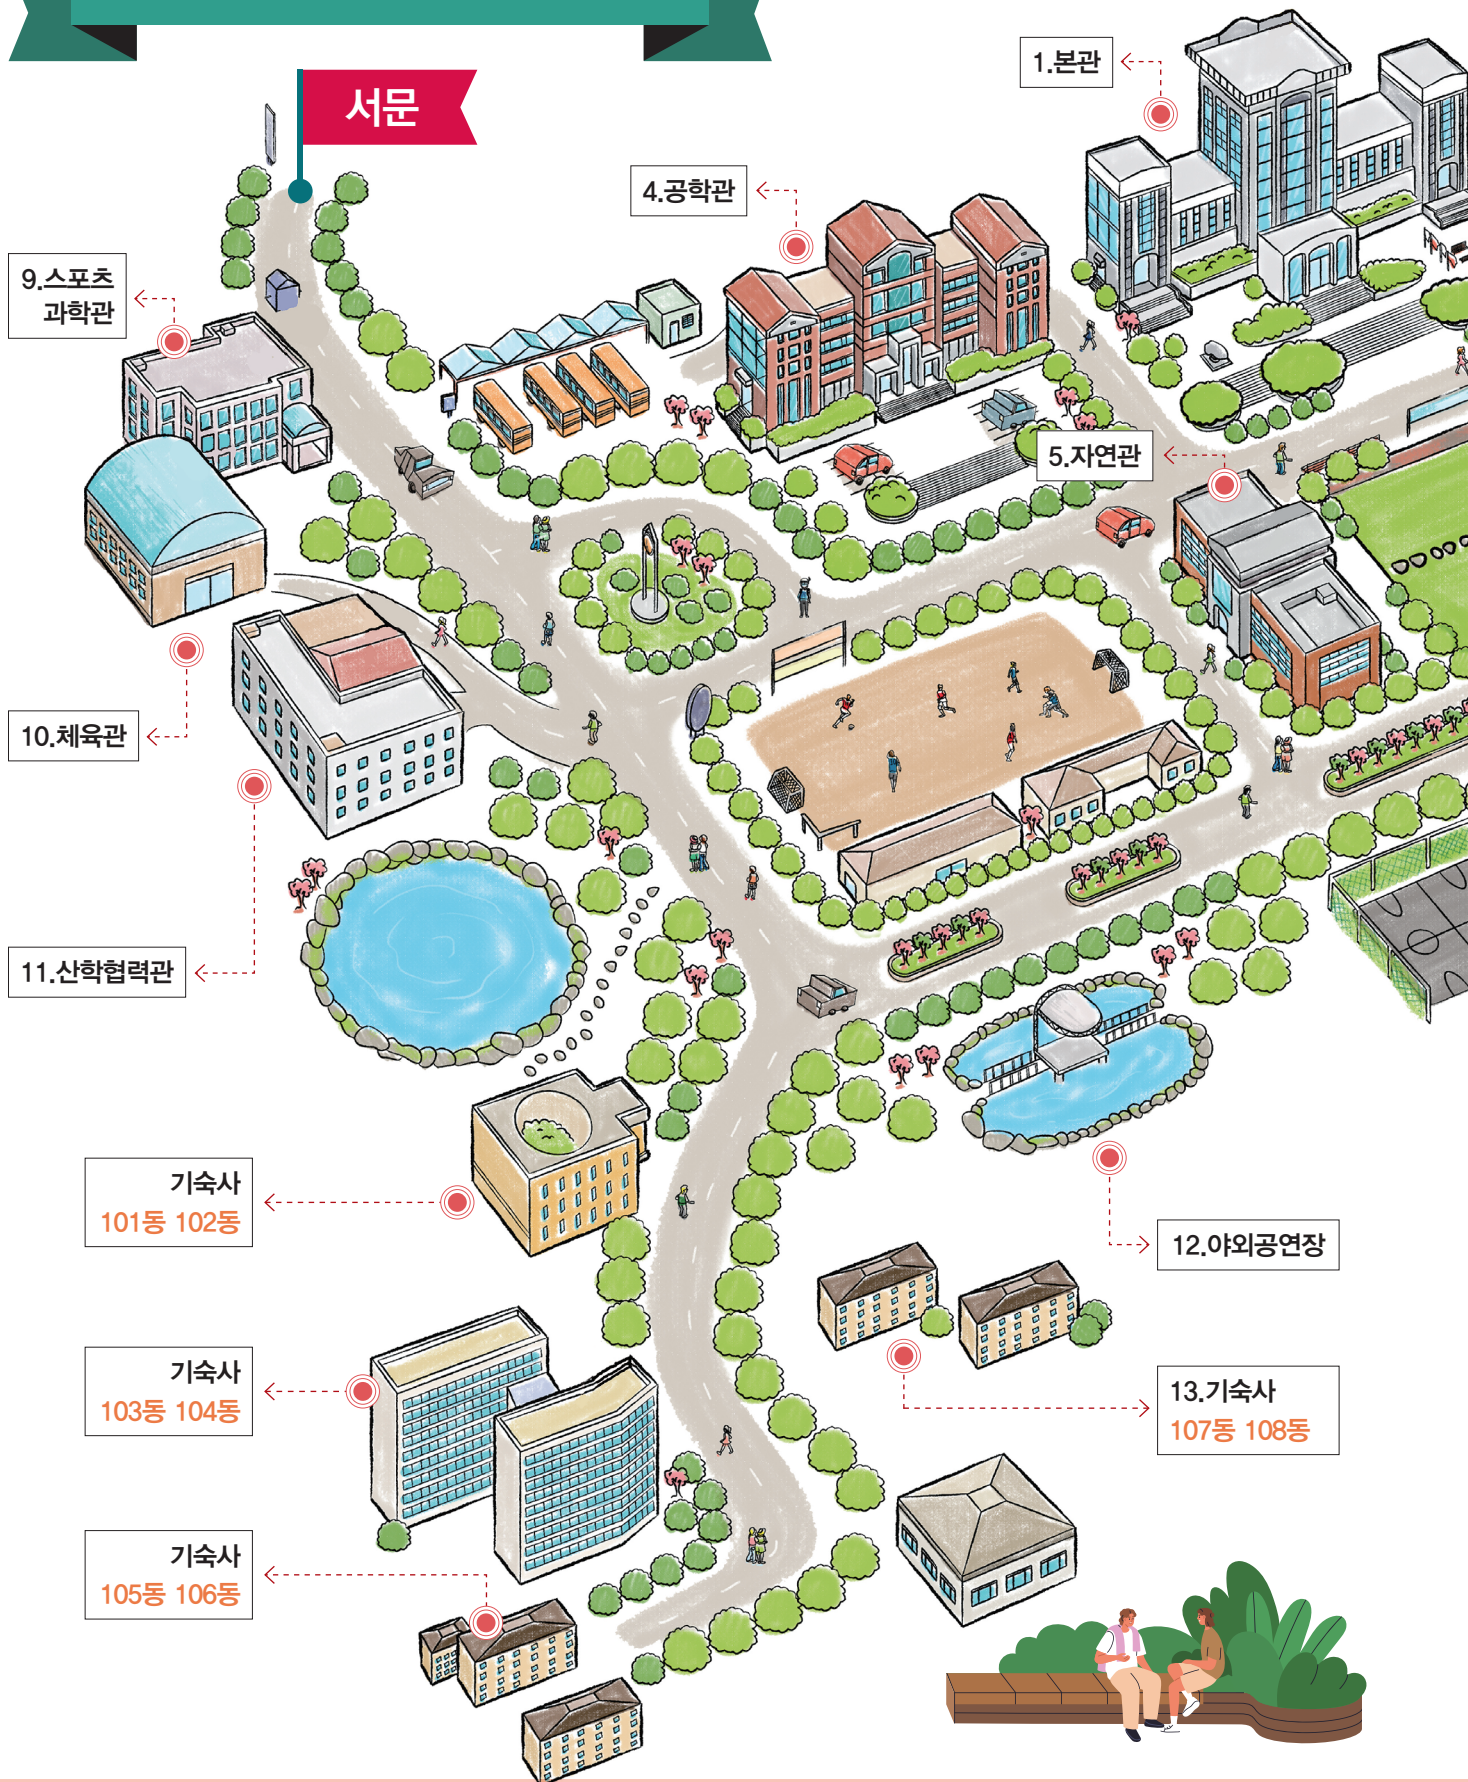 서문
1.본관
4.공학관
9.스포츠
과학관
5.자연관
10.체육관
11.산학협력관
기숙사
101동 102동
12.야외공연장
기숙사
103동 104동
13.기숙사
107동 108동
기숙사
105동 106동